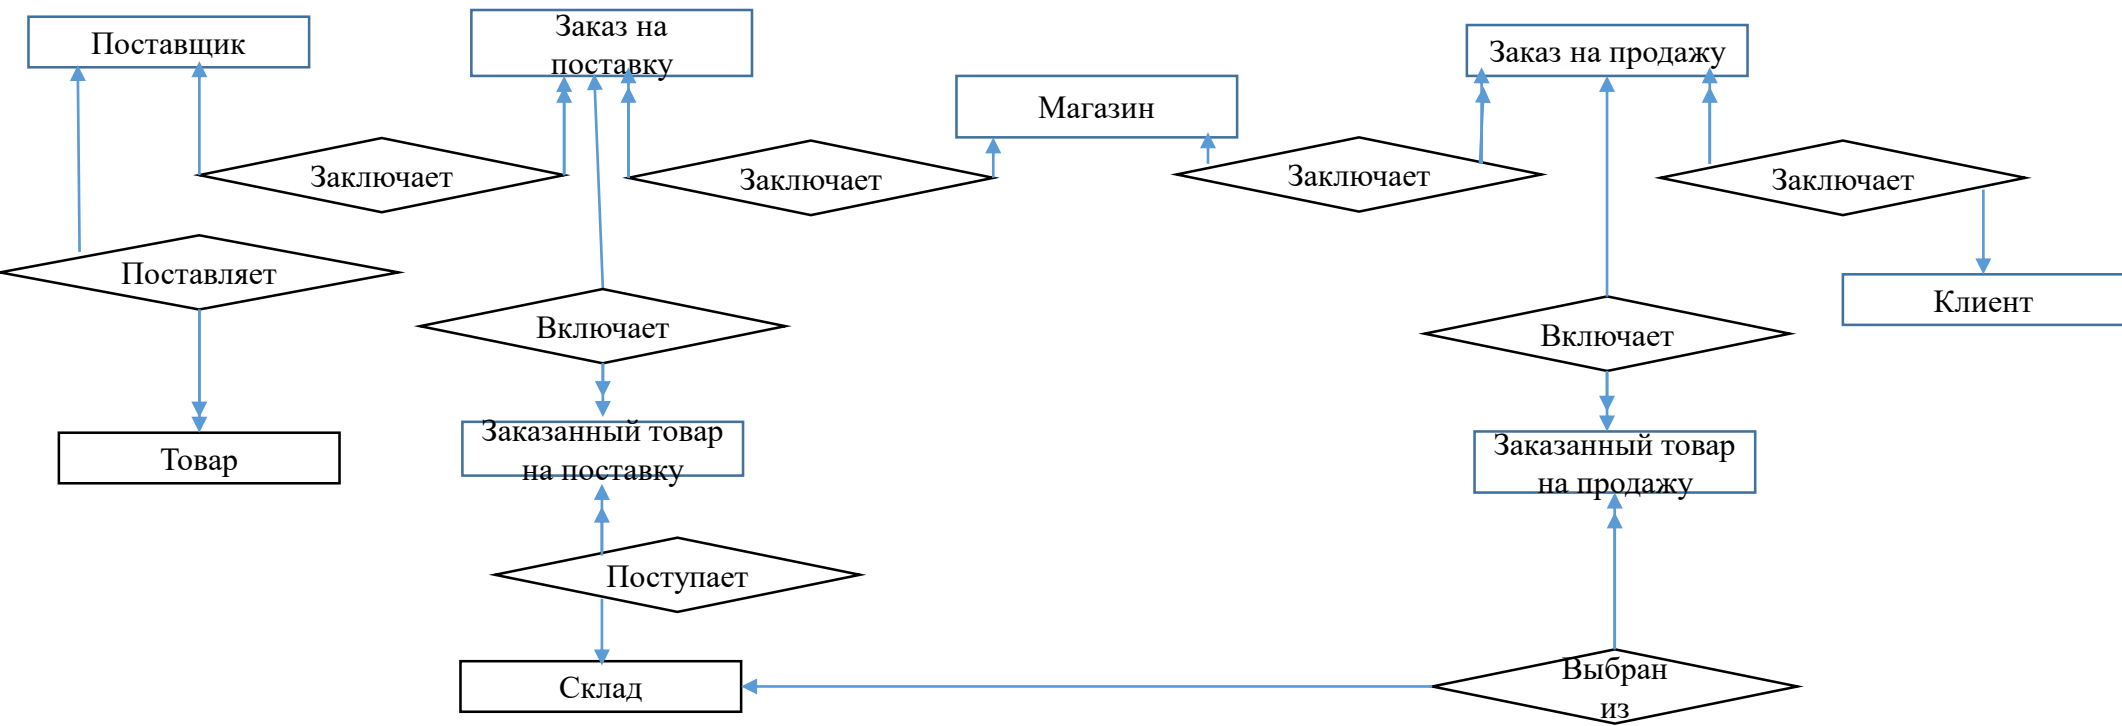 Поставщик
Заказ на
поставку
Магазин
Заказ на продажу
Заключает
Заключает
Заключает
Заключает
Поставляет
Включает
Включает
Клиент
Товар
Заказанный товар
на поставку
Заказанный товар
на продажу
Поступает
Склад
Выбран
из